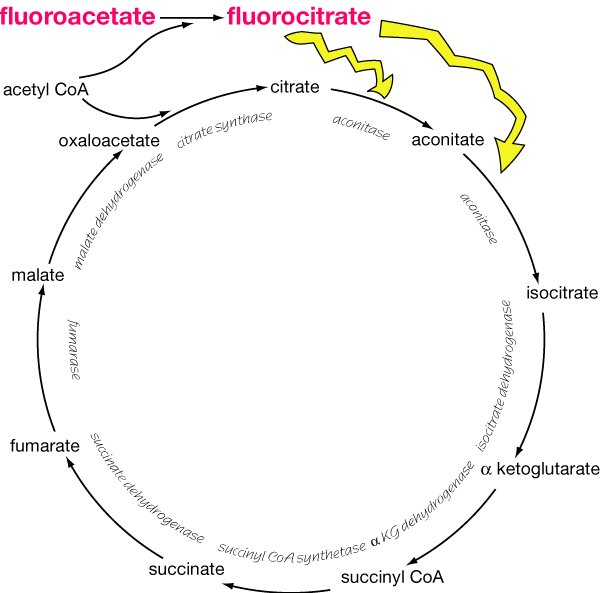 fluoroacetate
fluorocitrate
acetyl CoA
citrate
oxaloacetate
citrate synthase
aconitase
aconitate
malate dehydrogenase
aconitase
malate
isocitrate
fumarase
isocitrate dehydrogenase
fumarate
succinate dehydrogenase
α ketoglutarate
α KG dehydrogenase
succinyl CoA synthetase
succinate
succinyl CoA